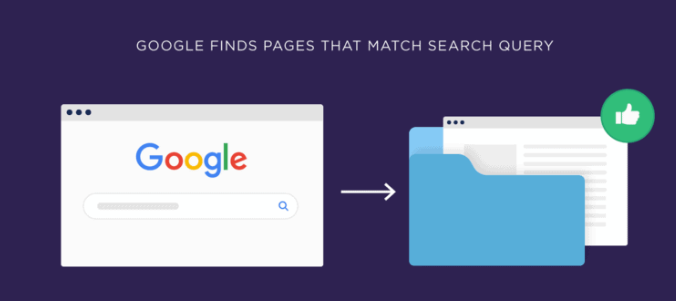 GOOGLE FINDS PAGES THAT MATCH SEARCH QUERY
Google